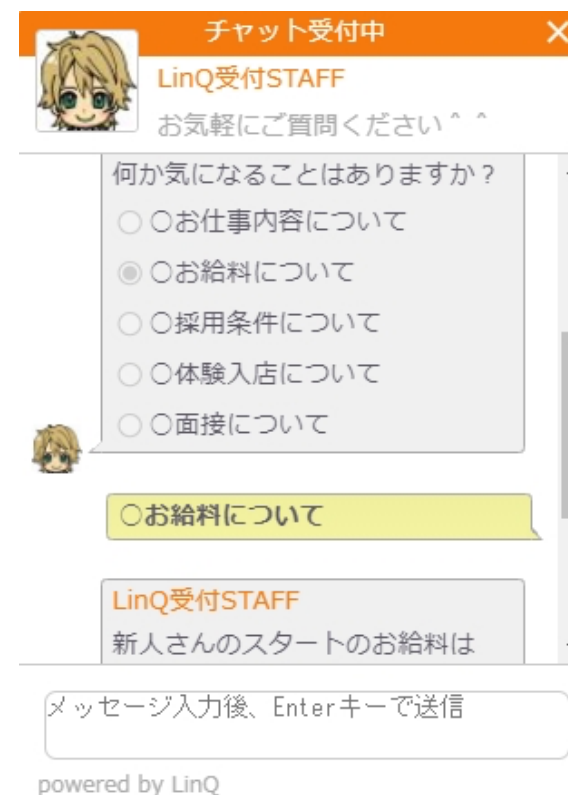 チャット受付中
LinQ受付STAFF
お気軽にご質問ください＾＾
何か気になることはありますか？
○お仕事内容について
○お給料について
○採用条件について
○体験入店について
○面接について
○お給料について
LinQ受付STAFF
新人さんのスタートのお給料は
メッセージ入力後、Enterキーで送信
powered by LinQ